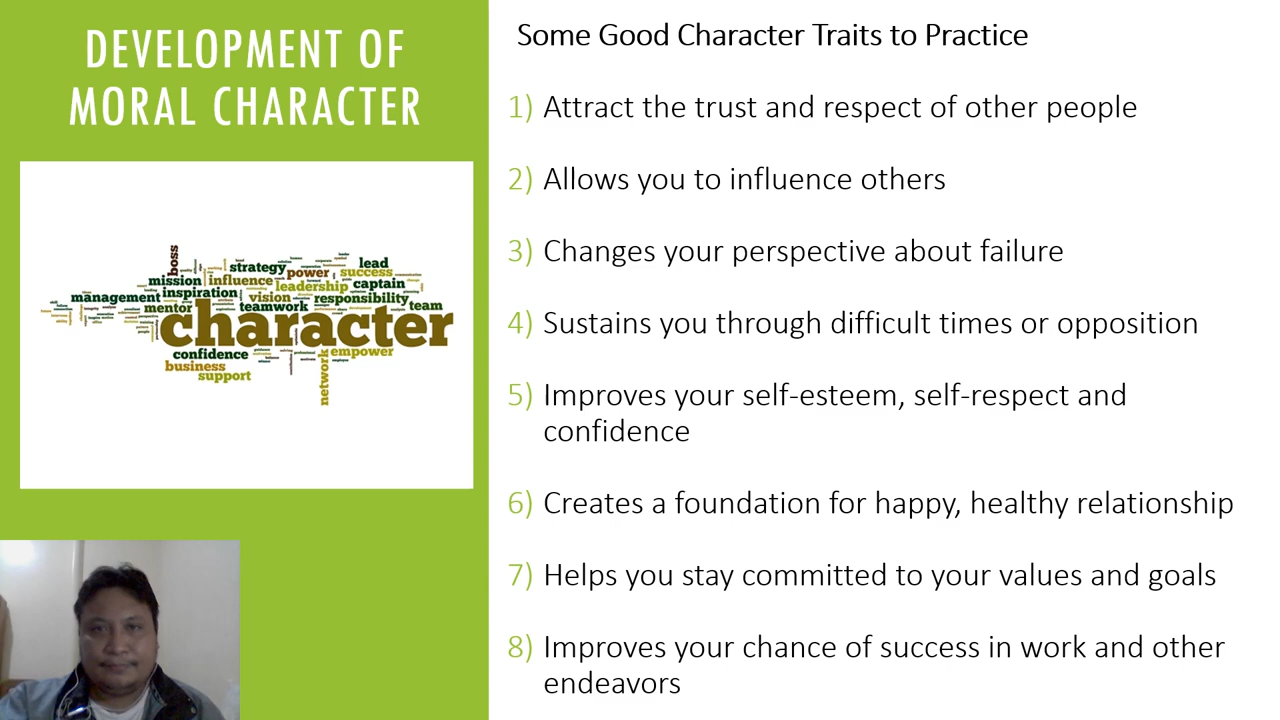 DEVELOPMENT OF
MORAL CHARACTER
boss
strategy
lead
mission
influence
power
success
leadership
captain
management
inspiration
vision
responsibility
mentor
teamwork
team
character
confidence
empower
business
support
network
Some Good Character Traits to Practice
1) Attract the trust and respect of other people
2) Allows you to influence others
3) Changes your perspective about failure
4) Sustains you through difficult times or opposition
5) Improves your self-esteem, self-respect and
confidence
6) Creates a foundation for happy, healthy relationship
7) Helps you stay committed to your values and goals
8) Improves your chance of success in work and other
endeavors